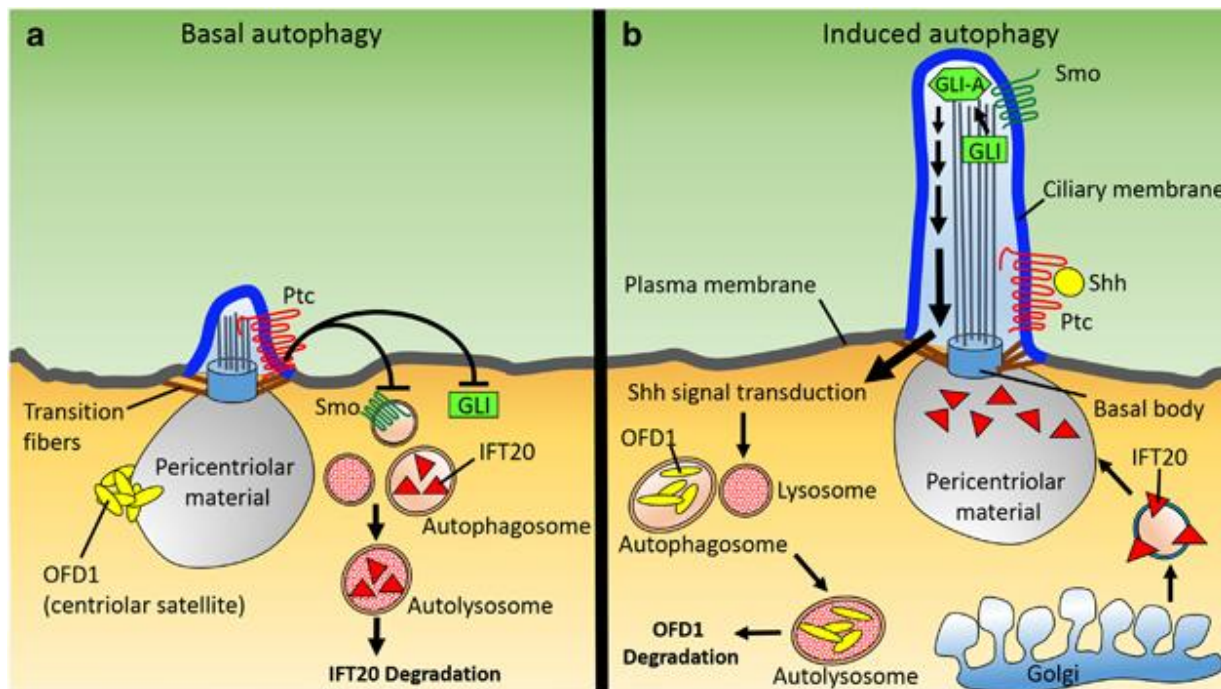 a
Basal autophagy
Ptc
Transition
fibers
Smo
GLI
Pericentriolar
material
IFT20
Autophagosome
OFD1
(centriolar satellite)
Autolysosome
IFT20 Degradation
b
Induced autophagy
GLI-A
Smo
GLI
Ciliary membrane
Plasma membrane
Shh
Ptc
Shh signal transduction
Basal body
OFD1
Lysosome
Autophagosome
Pericentriolar
material
IFT20
OFD1
Degradation
Autolysosome
Golgi